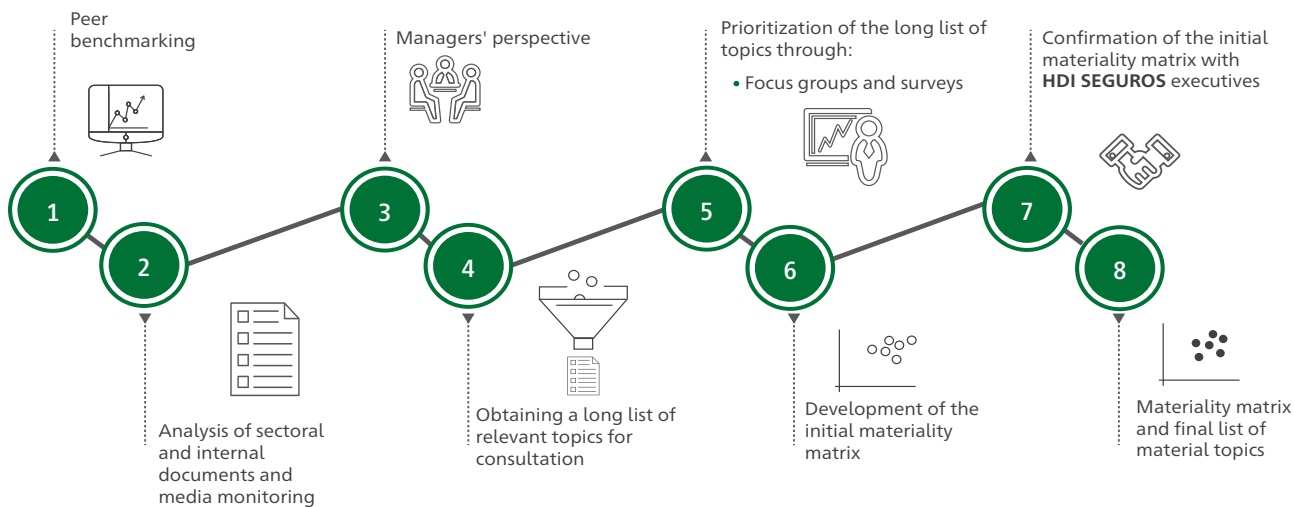 1
Peer
benchmarking
2
Analysis of sectoral
and internal
documents and
media monitoring
3
Managers' perspective
4
Obtaining a long list of
relevant topics for
consultation
5
Prioritization of the long list of
topics through:
• Focus groups and surveys
6
Development of the
initial materiality
matrix
7
Confirmation of the initial
materiality matrix with
HDI SEGUROS executives
8
Materiality matrix
and final list of
material topics